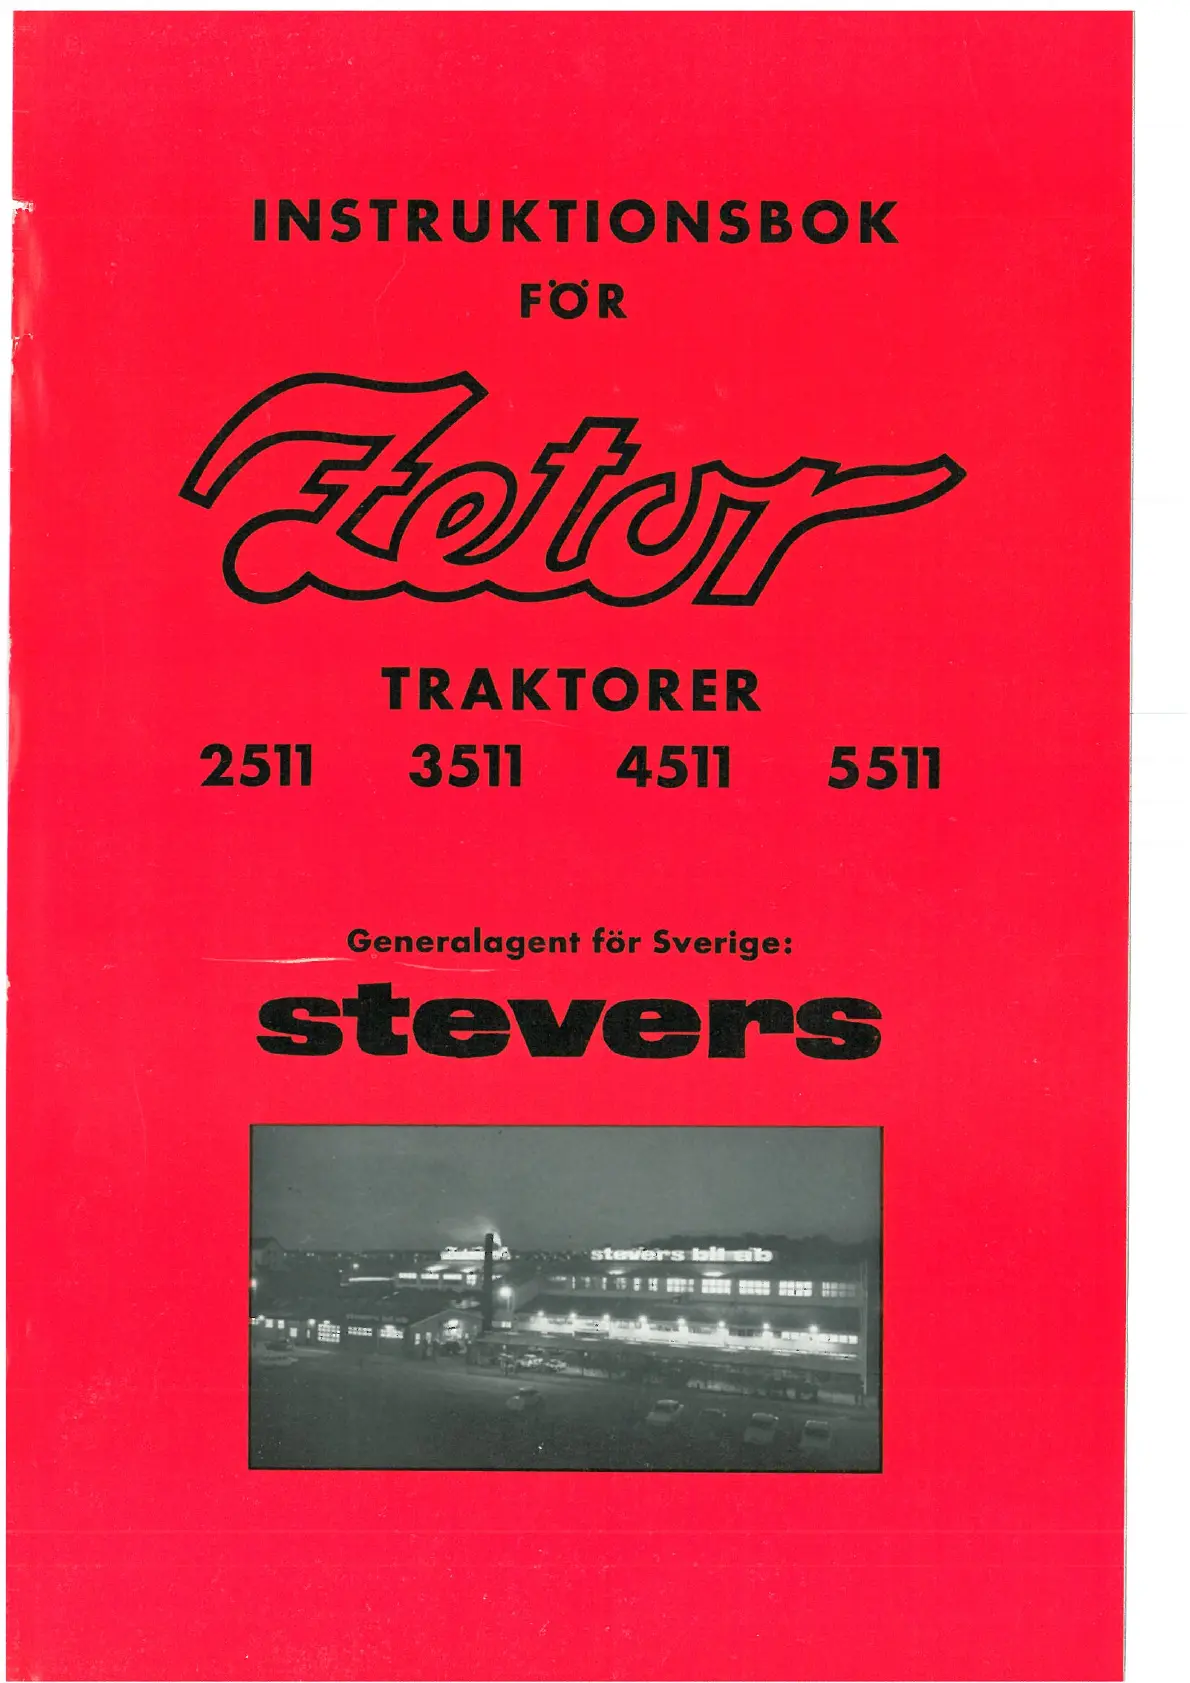 INSTRUKTIONSBOK
FÖR
Zetor
TRAKTORER
2511 3511 4511 5511
Generalagent för Sverige:
stevers
stevers bil ab